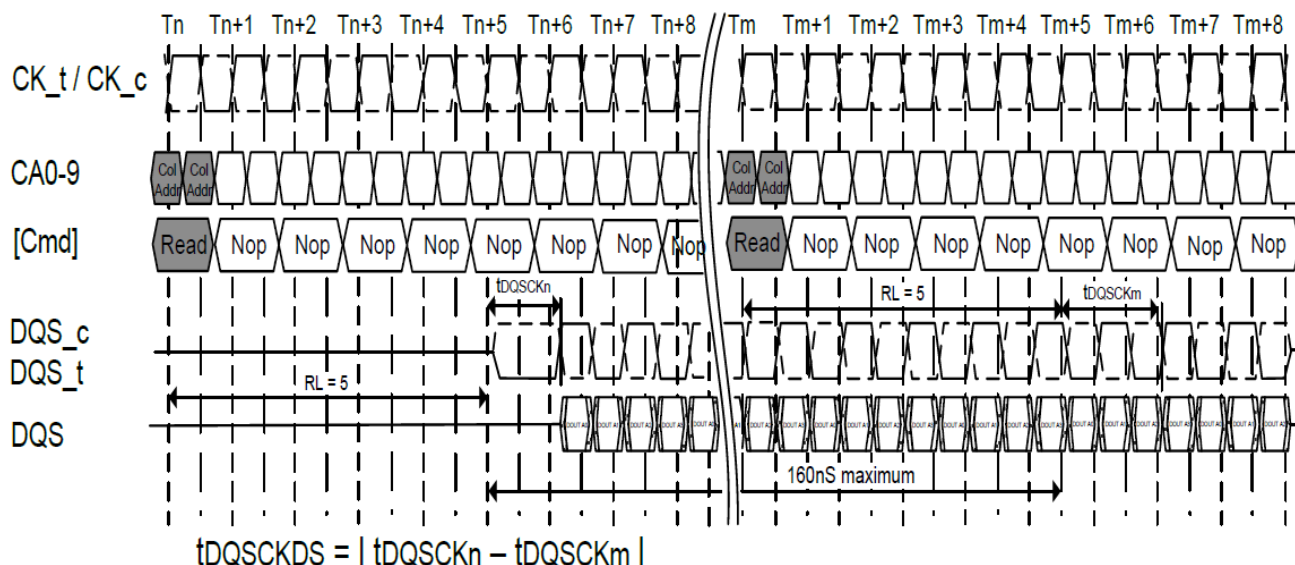 Tn Tn+1 Tn+2 Tn+3 Tn+4 Tn+5 Tn+6 Tn+7 Tn+8 Tm Tm+1 Tm+2 Tm+3 Tm+4 Tm+5 Tm+6 Tm+7 Tm+8
CK_t / CK_c
CA0-9 Col Addr Col Addr Col Addr Col Addr
[Cmd] Read Nop Nop Nop Nop Nop Nop Nop Nop Read Nop Nop Nop Nop Nop Nop Nop Nop
tDQSCKn RL = 5 tDQSCKm
DQS_c
DQS_t
RL = 5
DQS
160nS maximum
tDQSCKDS = | tDQSCKn – tDQSCKm |